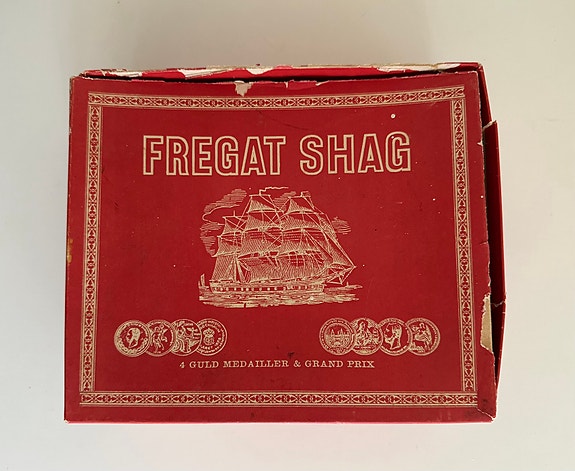 FREGAT SHAG
4 GULD MEDAILLER & GRAND PRIX